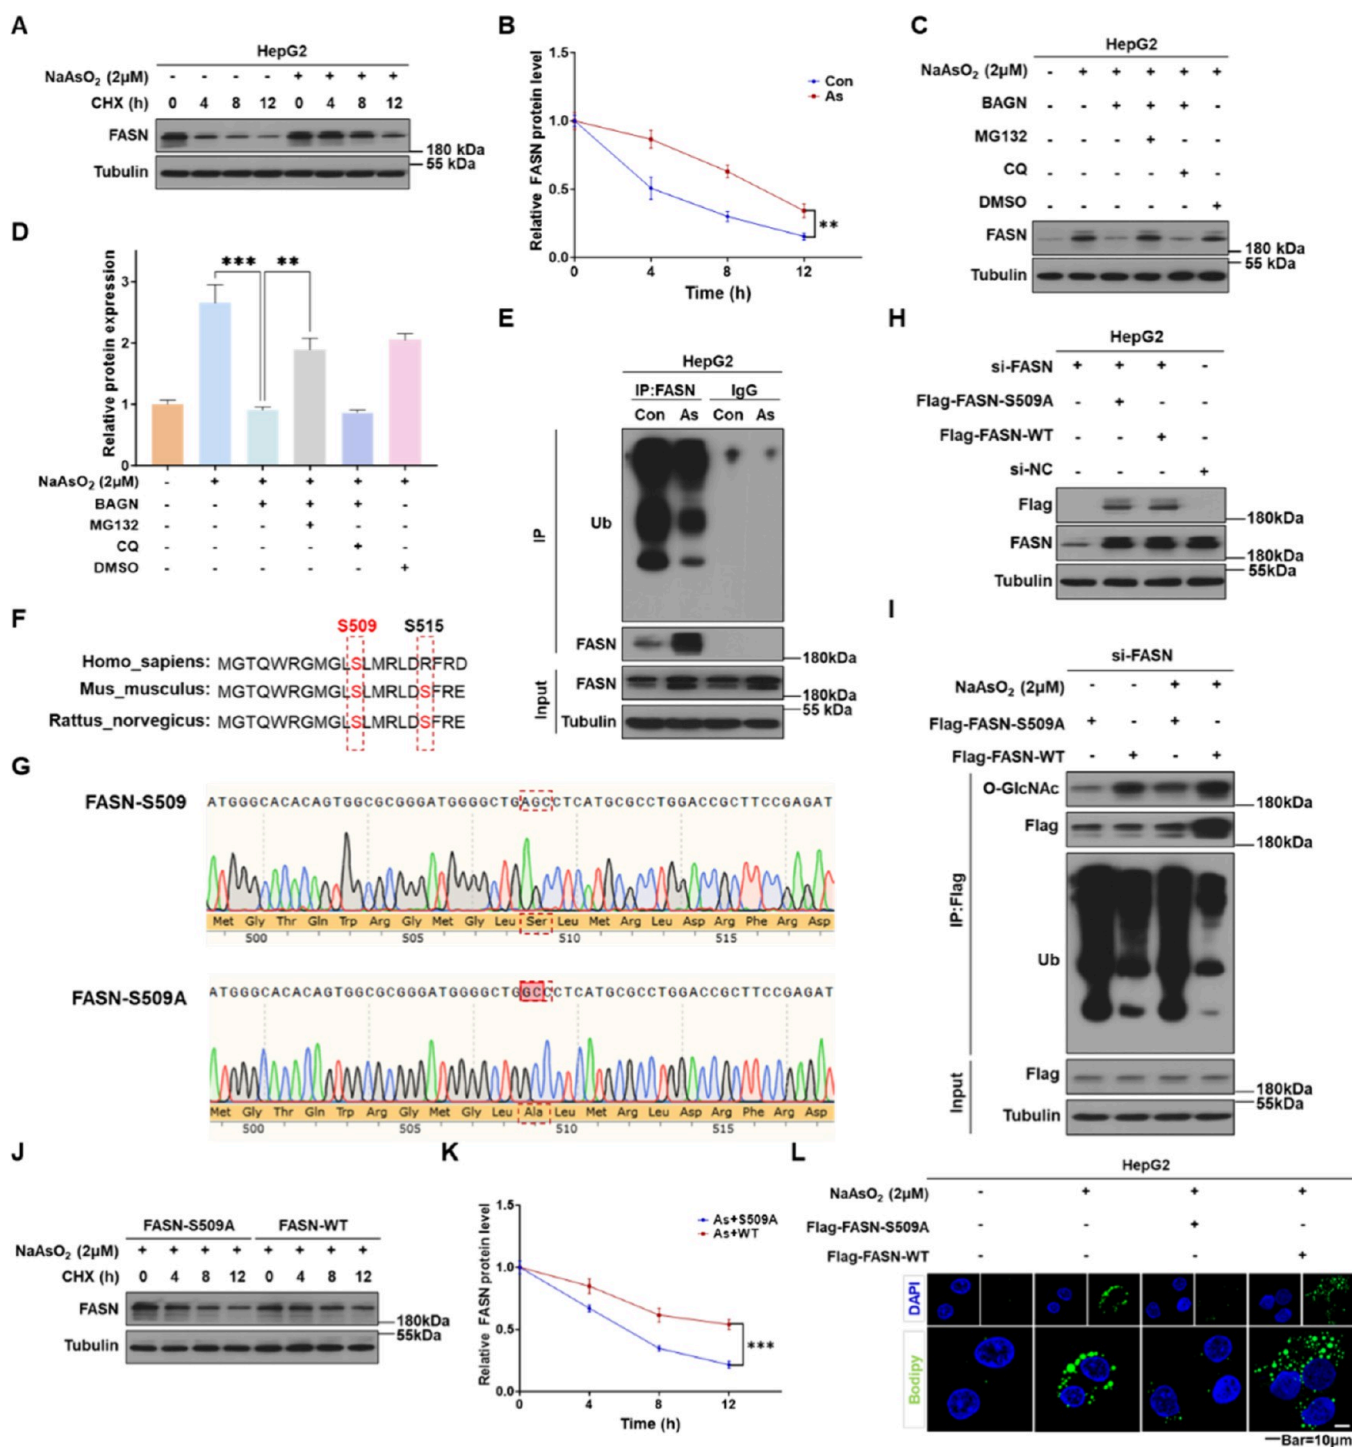 A
HepG2
NaAsO₂ (2μM) - - - - + + + +
CHX (h) 0 4 8 12 0 4 8 12
FASN
180 kDa
Tubulin
55 kDa
B
Relative FASN protein level
1.5
1.0
0.5
0.0
0 4 8 12
Time (h)
Con
As
**
C
HepG2
NaAsO₂ (2μM) - + + + + +
BAGN - - + + + -
MG132 - - - + - -
CQ - - - - + -
DMSO - - - - - +
FASN
180 kDa
Tubulin
55 kDa
D
Relative protein expression
3
2
1
0
*** **
NaAsO₂ (2μM) - + + + + +
BAGN - - + + + -
MG132 - - - + - -
CQ - - - - + -
DMSO - - - - - +
E
HepG2
IP:FASN IgG
Con As Con As
IP
Ub
FASN
180kDa
Input
FASN
180kDa
Tubulin
55 kDa
F
S509 S515
Homo_sapiens: MGTQWRGMGLSLMRLDRFRD
Mus_musculus: MGTQWRGMGLSLMRLDSFRE
Rattus_norvegicus: MGTQWRGMGLSLMRLDSFRE
G
FASN-S509
ATGGGCACACAGTGGCGCGGGATGGGGCTGAGCCTCATGCGCCTGGACCGCTTCCGAGAT
Met Gly Thr Gln Trp Arg Gly Met Gly Leu Ser Leu Met Arg Leu Asp Arg Phe Arg Asp
500 505 510 515
FASN-S509A
ATGGGCACACAGTGGCGCGGGATGGGGCTGGCCCTCATGCGCCTGGACCGCTTCCGAGAT
Met Gly Thr Gln Trp Arg Gly Met Gly Leu Ala Leu Met Arg Leu Asp Arg Phe Arg Asp
500 505 510 515
H
HepG2
si-FASN + + + -
Flag-FASN-S509A - + - -
Flag-FASN-WT - - + -
si-NC - - - +
Flag
180kDa
FASN
180kDa
Tubulin
55kDa
I
si-FASN
NaAsO₂ (2μM) - - + +
Flag-FASN-S509A + - + -
Flag-FASN-WT - + - +
IP:Flag
O-GlcNAc
180kDa
Flag
180kDa
Ub
Input
Flag
180kDa
Tubulin
55kDa
J
FASN-S509A FASN-WT
NaAsO₂ (2μM) + + + + + + + +
CHX (h) 0 4 8 12 0 4 8 12
FASN
180kDa
Tubulin
55kDa
K
Relative FASN protein level
1.5
1.0
0.5
0.0
0 4 8 12
Time (h)
As+S509A
As+WT
***
L
HepG2
NaAsO₂ (2μM) - + + +
Flag-FASN-S509A - - + -
Flag-FASN-WT - - - +
DAPI
Bodipy
Bar=10μm